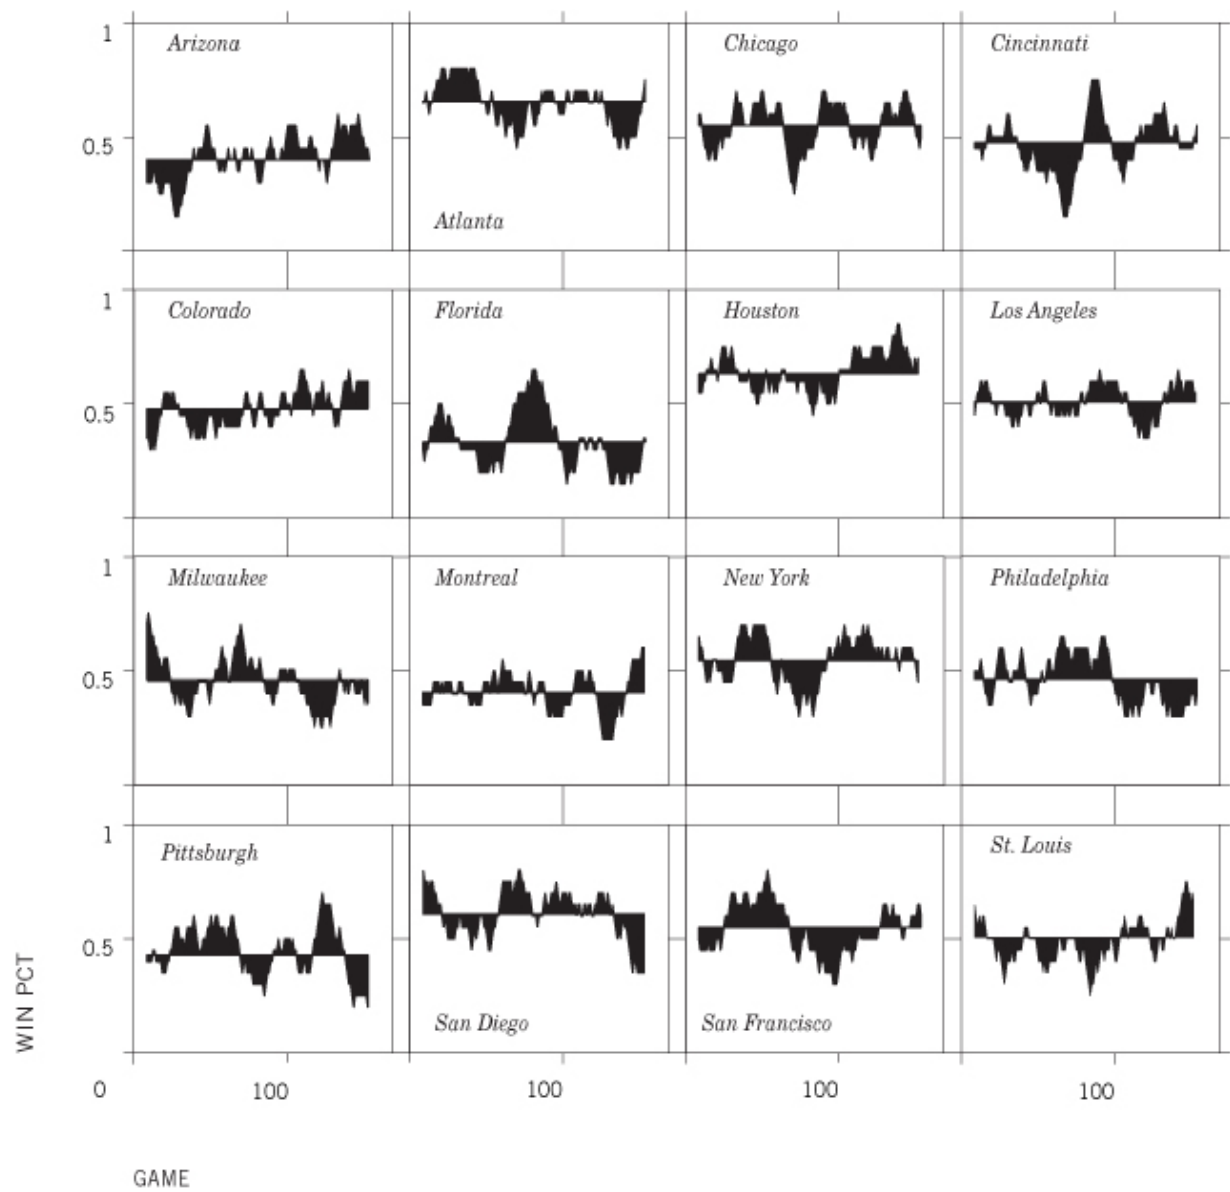 1
Arizona
Chicago
Cincinnati
0.5
Atlanta
1
Colorado
Florida
Houston
Los Angeles
0.5
1
Milwaukee
Montreal
New York
Philadelphia
0.5
1
Pittsburgh
St. Louis
0.5
San Diego
San Francisco
WIN PCT
0
100
100
100
100
GAME